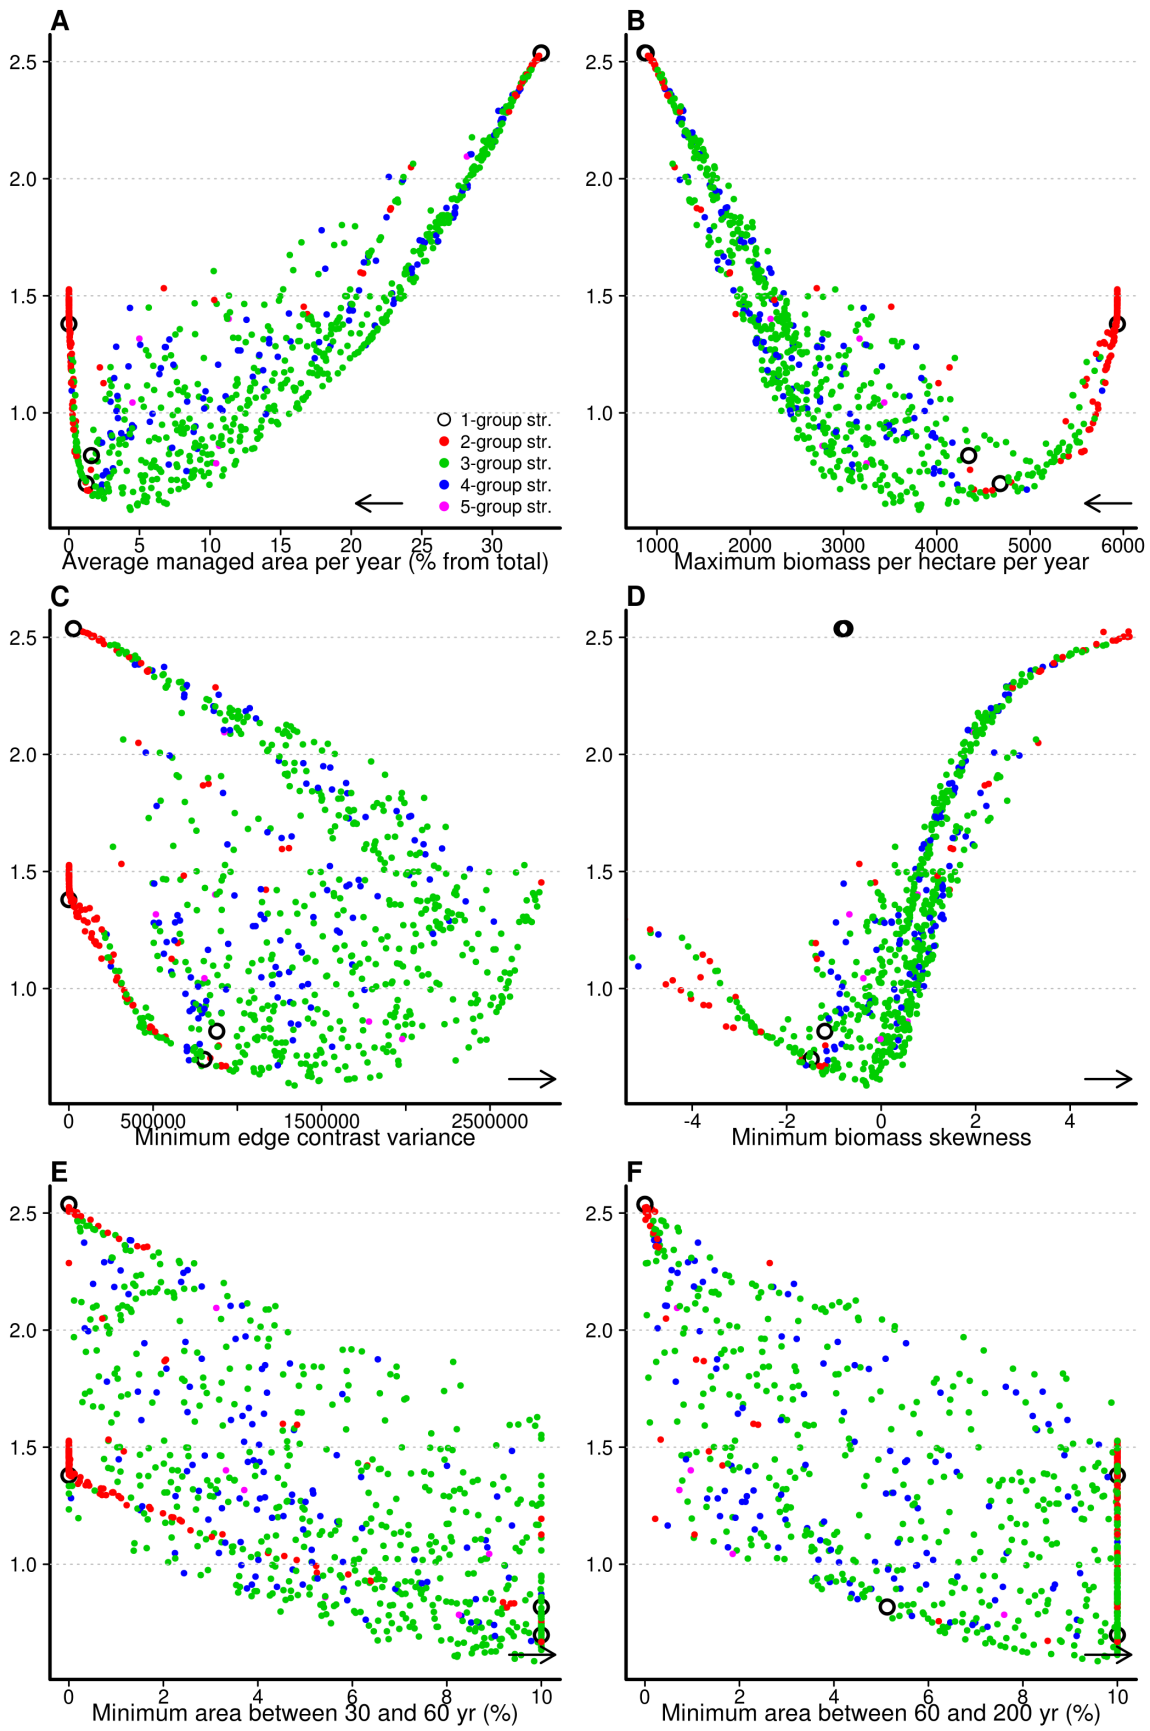 A
B
2.5
2.0
1.5
1.0
1-group str.
2-group str.
3-group str.
4-group str.
5-group str.
0 5 10 15 20 25 30
Average managed area per year (% from total)
2.5
2.0
1.5
1.0
1000 2000 3000 4000 5000 6000
Maximum biomass per hectare per year
C
D
2.5
2.0
1.5
1.0
0 500000 1500000 2500000
Minimum edge contrast variance
2.5
2.0
1.5
1.0
-4 -2 0 2 4
Minimum biomass skewness
E
F
2.5
2.0
1.5
1.0
0 2 4 6 8 10
Minimum area between 30 and 60 yr (%)
2.5
2.0
1.5
1.0
0 2 4 6 8 10
Minimum area between 60 and 200 yr (%)